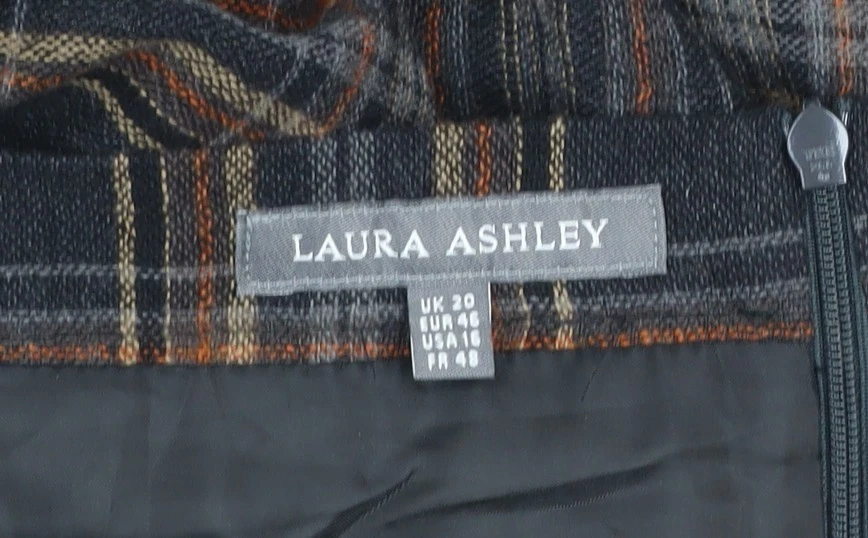 LAURA ASHLEY
UK 20
EUR 46
USA 16
FR 48